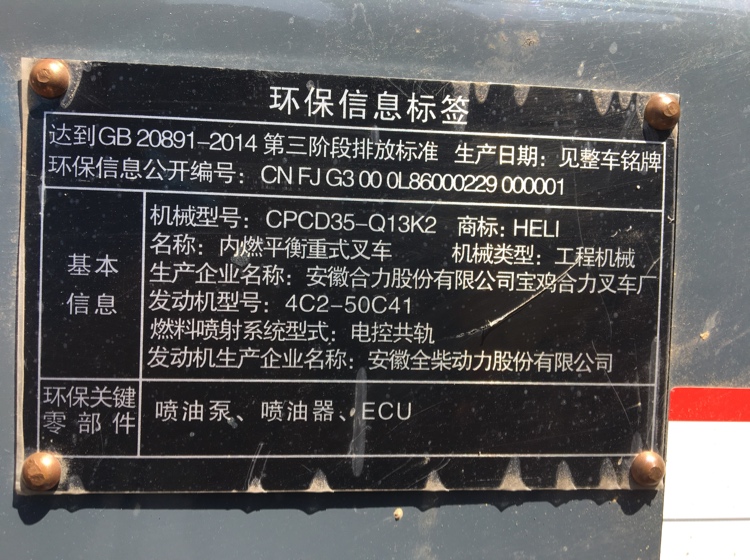 环保信息标签
达到GB 20891-2014 第三阶段排放标准 生产日期：见整车铭牌
环保信息公开编号：CN FJ G3 00 0L86000229 000001
基本信息
机械型号：CPCD35-Q13K2 商标：HELI
名称：内燃平衡重式叉车 机械类型：工程机械
生产企业名称：安徽合力股份有限公司宝鸡合力叉车厂
发动机型号：4C2-50C41
燃料喷射系统型式：电控共轨
发动机生产企业名称：安徽全柴动力股份有限公司
环保关键
零部件
喷油泵、喷油器、ECU